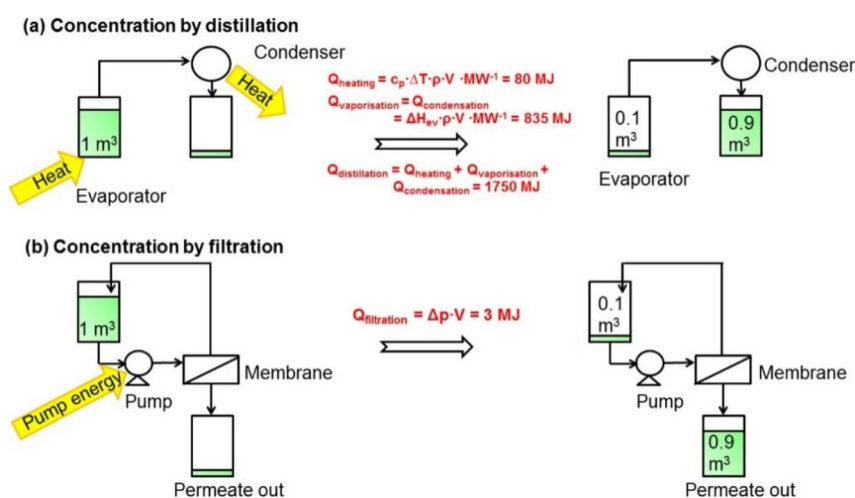 (a) Concentration by distillation
Condenser
Heat
1 m³
Heat
Evaporator
Q_heating = c_p·ΔT·ρ·V ·MW⁻¹ = 80 MJ
Q_vaporisation = Q_condensation
= ΔH_ev·ρ·V ·MW⁻¹ = 835 MJ
Q_distillation = Q_heating + Q_vaporisation +
Q_condensation = 1750 MJ
Condenser
0.1
m³
0.9
m³
Evaporator
(b) Concentration by filtration
1 m³
Pump energy
Pump
Membrane
Permeate out
Q_filtration = Δp·V = 3 MJ
0.1
m³
Pump
Membrane
0.9
m³
Permeate out